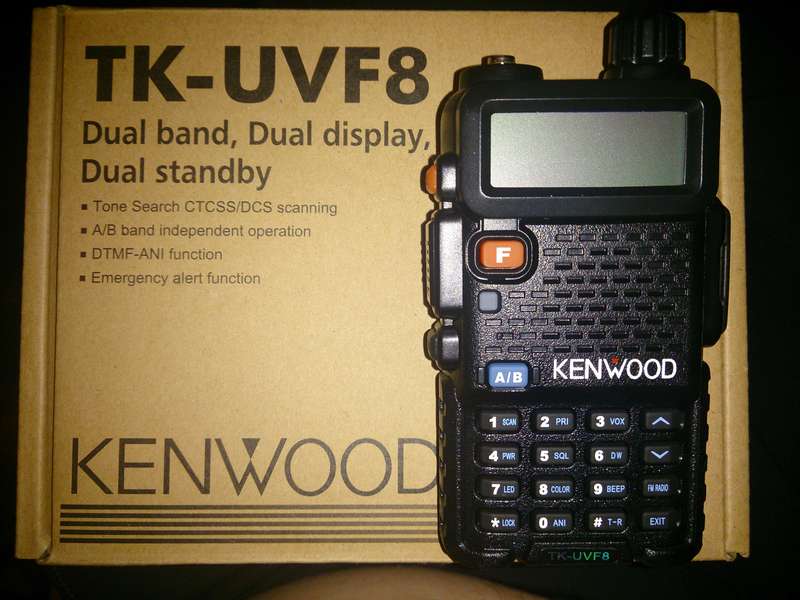 TK-UVF8
Dual band, Dual display,
Dual standby
▪ Tone Search CTCSS/DCS scanning
▪ A/B band independent operation
▪ DTMF-ANI function
▪ Emergency alert function
KENWOOD
F
A/B
KENWOOD
1 SCAN 2 PRI 3 VOX
4 PWR 5 SQL 6 DW
7 LED 8 COLOR 9 BEEP FM RADIO
* LOCK 0 ANI # T-R EXIT
TK-UVF8